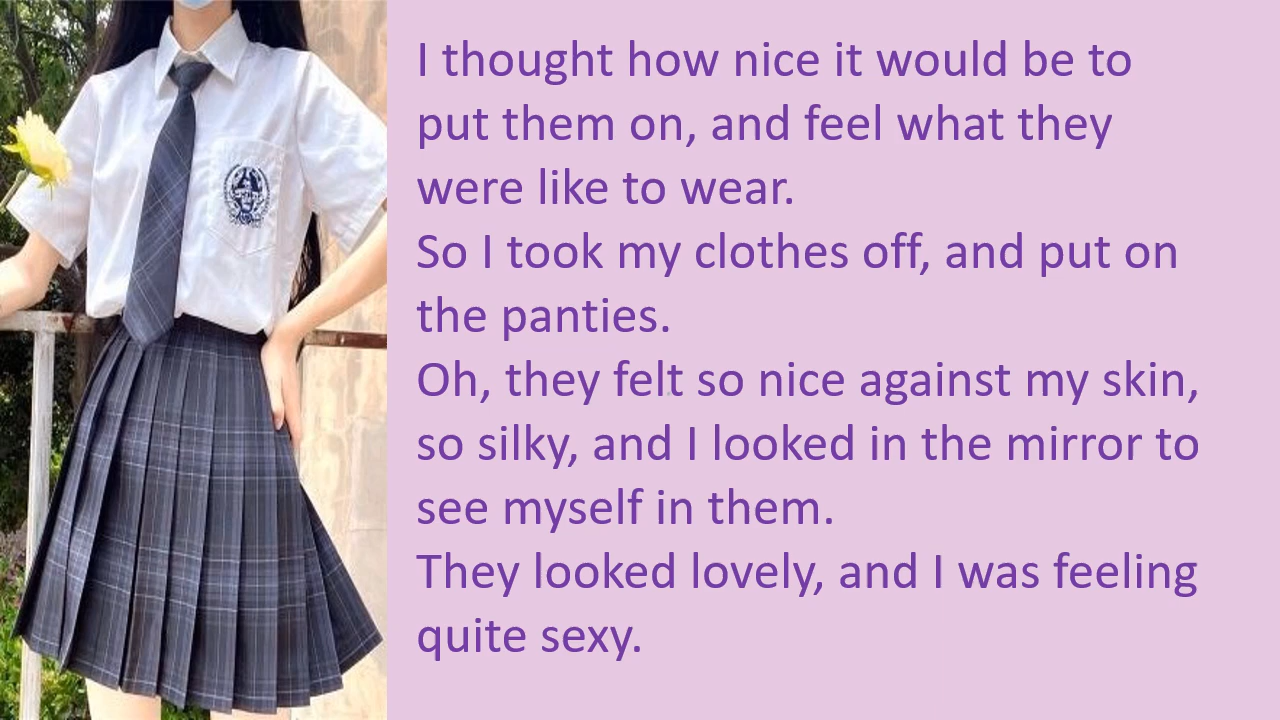 I thought how nice it would be to
put them on, and feel what they
were like to wear.
So I took my clothes off, and put on
the panties.
Oh, they felt so nice against my skin,
so silky, and I looked in the mirror to
see myself in them.
They looked lovely, and I was feeling
quite sexy.